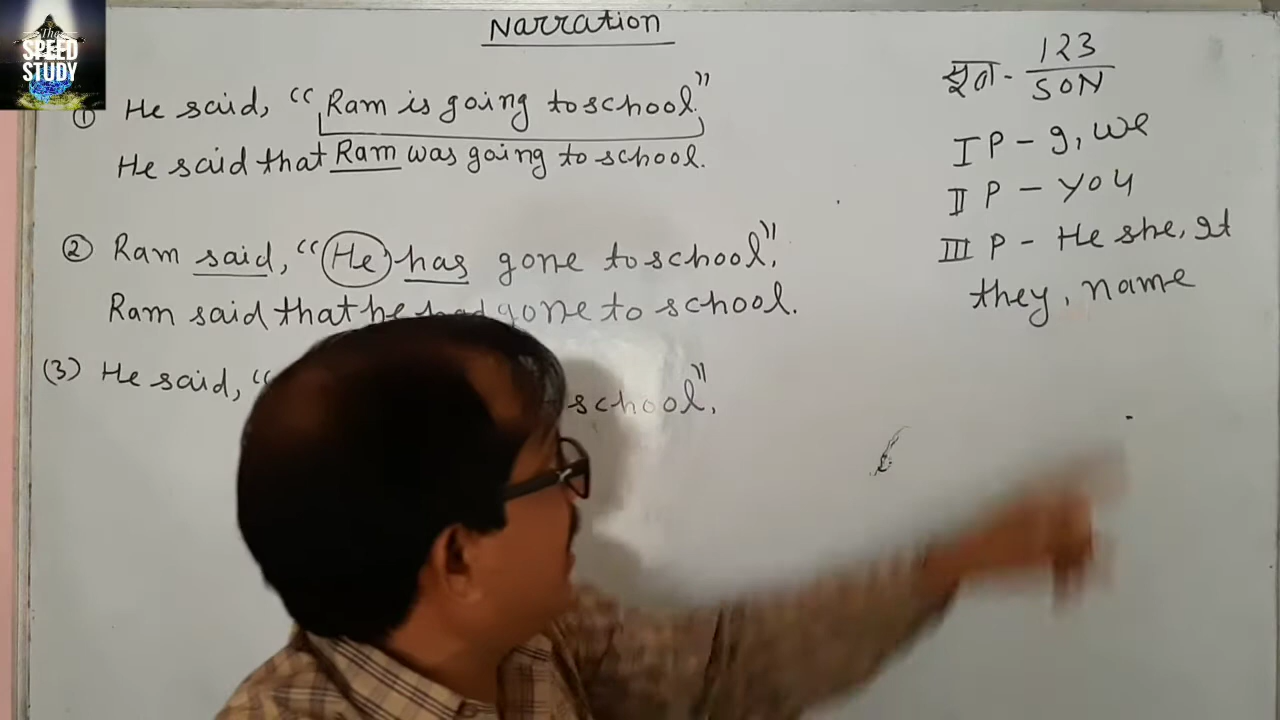 The
SPEED
STUDY
Narration
① He said, “Ram is going to school.”
He said that Ram was going to school.
② Ram said, “He has gone to school”,
Ram said that he had gone to school.
(3) He said, “
school”,
सूत्र - 123
SON
I P - I, we
II P - you
III P - He she, It
they, name